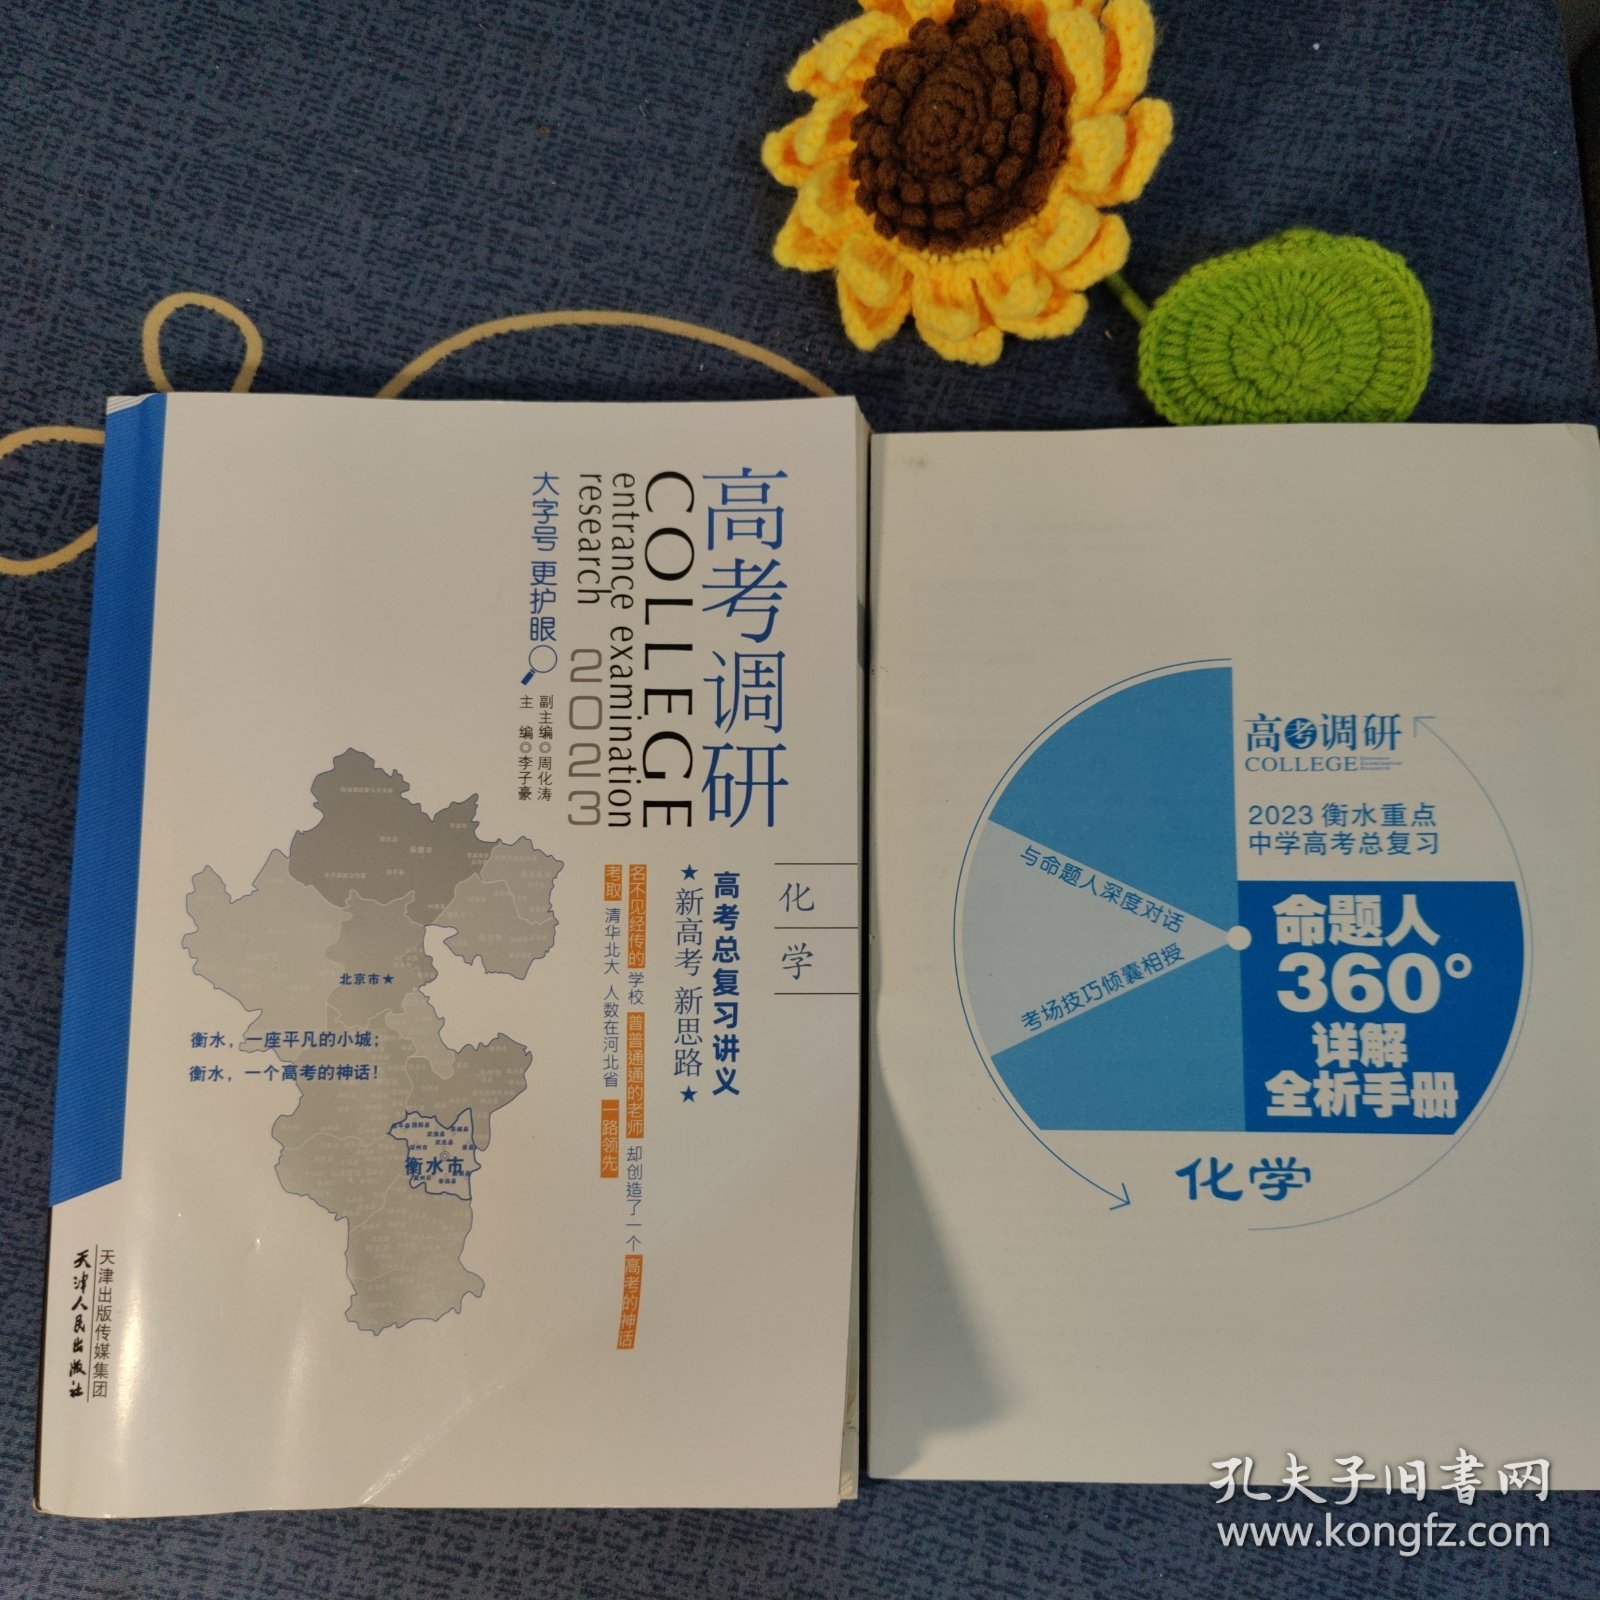 高考调研
COLLEGE
entrance examination
research 2023
大字号 更护眼
副主编◎周化涛
主 编◎李子豪
化学
高考总复习讲义
★新高考 新思路★
名不见经传的 学校 普普通通的老师 却创造了一个 高考的神话
考取 清华北大 人数在河北省 一路领先
北京市★
衡水，一座平凡的小城；
衡水，一个高考的神话！
衡水市
天津出版传媒集团
天津人民出版社
高考调研
COLLEGE
2023衡水重点
中学高考总复习
与命题人深度对话
考场技巧倾囊相授
命题人
360°
详解
全析手册
化学
孔夫子旧书网
www.kongfz.com